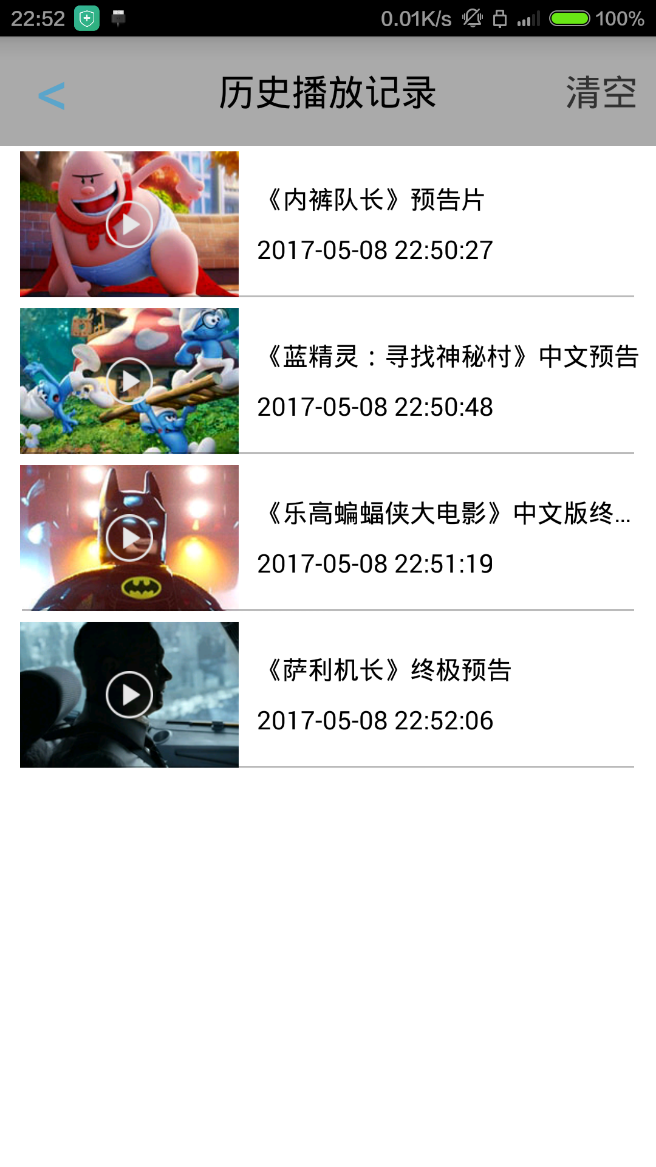 22:52
0.01K/s
100%
<
历史播放记录
清空
《内裤队长》预告片
2017-05-08 22:50:27
《蓝精灵：寻找神秘村》中文预告
2017-05-08 22:50:48
《乐高蝙蝠侠大电影》中文版终...
2017-05-08 22:51:19
《萨利机长》终极预告
2017-05-08 22:52:06